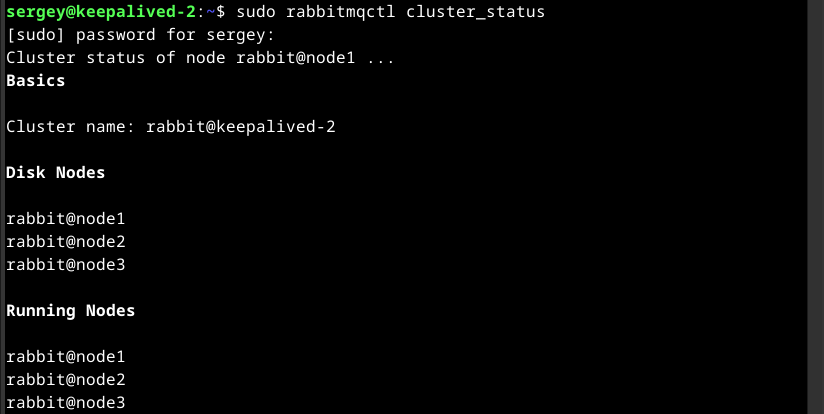 sergey@keepalived-2:~$ sudo rabbitmqctl cluster_status
[sudo] password for sergey:
Cluster status of node rabbit@node1 ...
Basics
Cluster name: rabbit@keepalived-2
Disk Nodes
rabbit@node1
rabbit@node2
rabbit@node3
Running Nodes
rabbit@node1
rabbit@node2
rabbit@node3